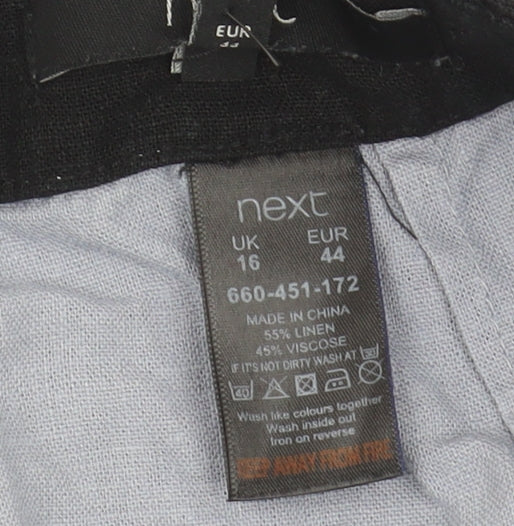 EUR
44
next
UK EUR
16 44
660-451-172
MADE IN CHINA
55% LINEN
45% VISCOSE
IF IT'S NOT DIRTY WASH AT 30
40
Wash like colours together
Wash inside out
Iron on reverse
KEEP AWAY FROM FIRE